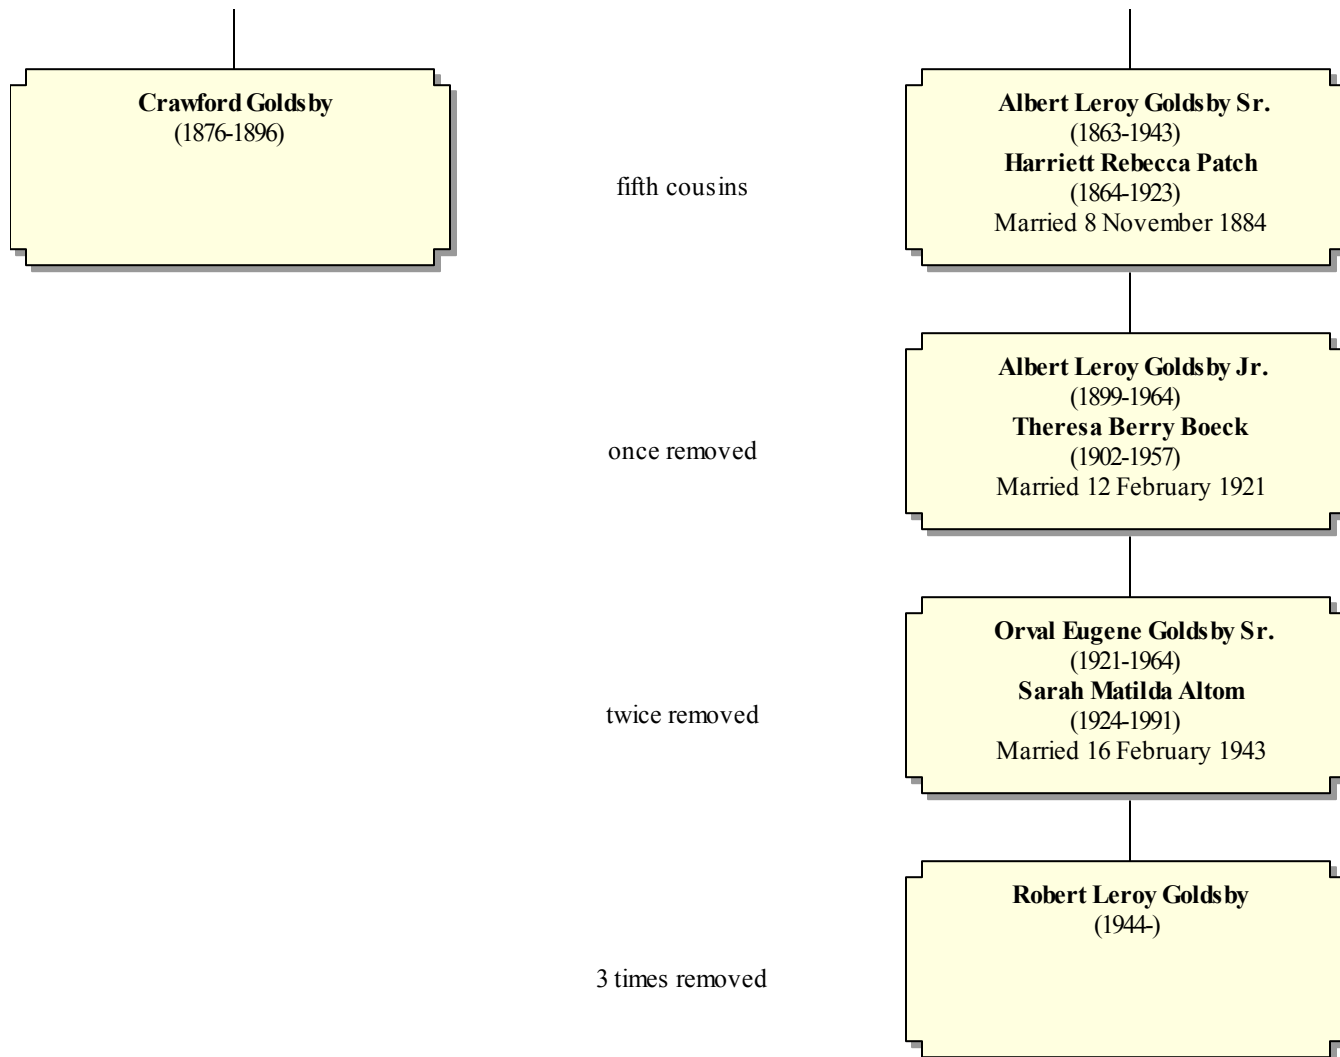 Crawford Goldsby
(1876-1896)
fifth cousins
Albert Leroy Goldsby Sr.
(1863-1943)
Harriett Rebecca Patch
(1864-1923)
Married 8 November 1884
once removed
Albert Leroy Goldsby Jr.
(1899-1964)
Theresa Berry Boeck
(1902-1957)
Married 12 February 1921
twice removed
Orval Eugene Goldsby Sr.
(1921-1964)
Sarah Matilda Altom
(1924-1991)
Married 16 February 1943
3 times removed
Robert Leroy Goldsby
(1944-)